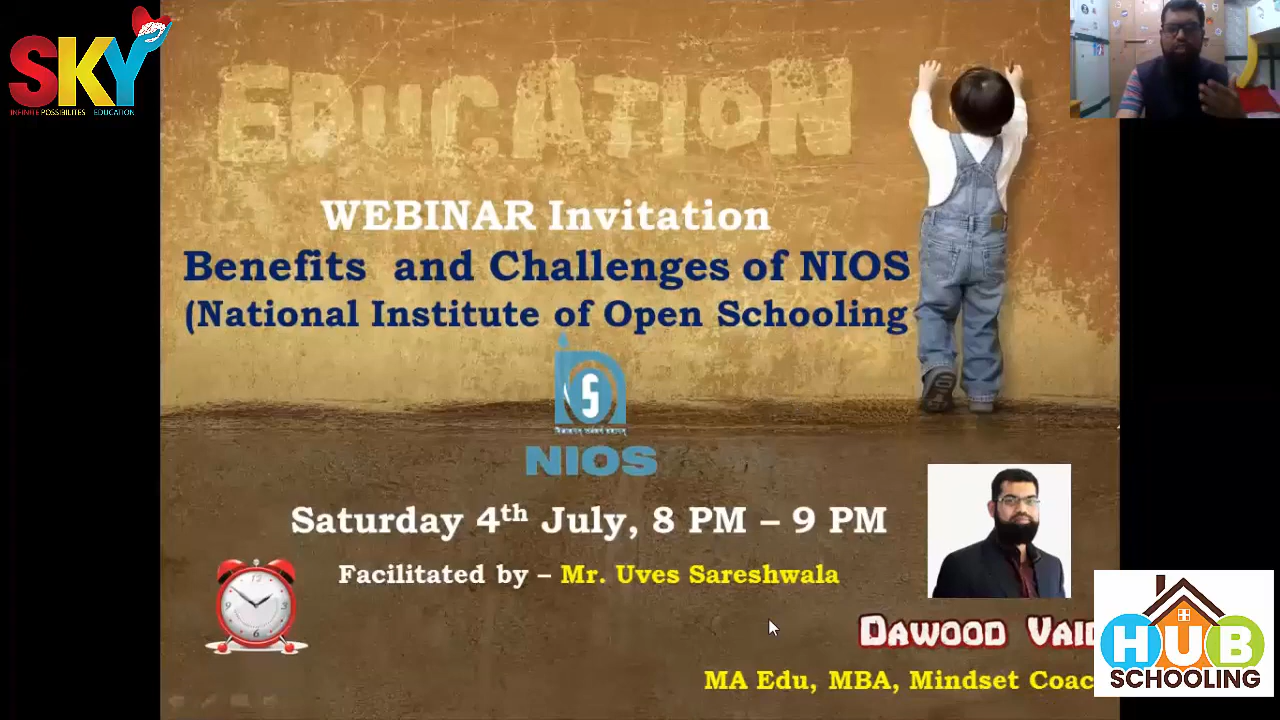 SKY
INFINITE POSSIBILITES EDUCATION
EDUCATION
WEBINAR Invitation
Benefits and Challenges of NIOS
(National Institute of Open Schooling
NIOS
Saturday 4th July, 8 PM – 9 PM
Facilitated by – Mr. Uves Sareshwala
DAWOOD VAID
MA Edu, MBA, Mindset Coac
HUB
SCHOOLING